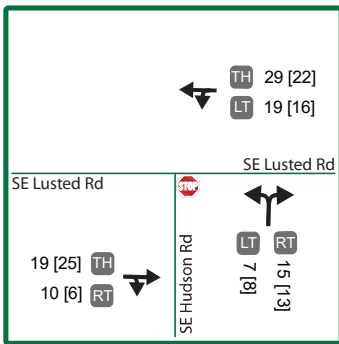 TH 29 [22]
LT 19 [16]
SE Lusted Rd
SE Lusted Rd
STOP
19 [25] TH
10 [6] RT
SE Hudson Rd
LT RT
7 [8] 15 [13]